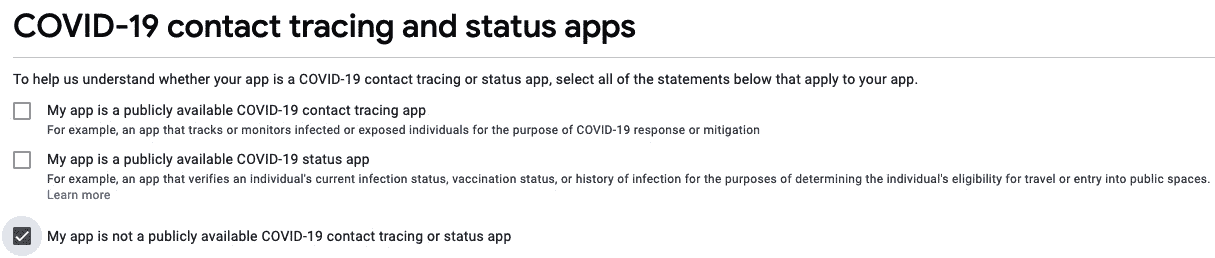 COVID-19 contact tracing and status apps
To help us understand whether your app is a COVID-19 contact tracing or status app, select all of the statements below that apply to your app.
My app is a publicly available COVID-19 contact tracing app
For example, an app that tracks or monitors infected or exposed individuals for the purpose of COVID-19 response or mitigation
My app is a publicly available COVID-19 status app
For example, an app that verifies an individual's current infection status, vaccination status, or history of infection for the purposes of determining the individual's eligibility for travel or entry into public spaces.
Learn more
My app is not a publicly available COVID-19 contact tracing or status app